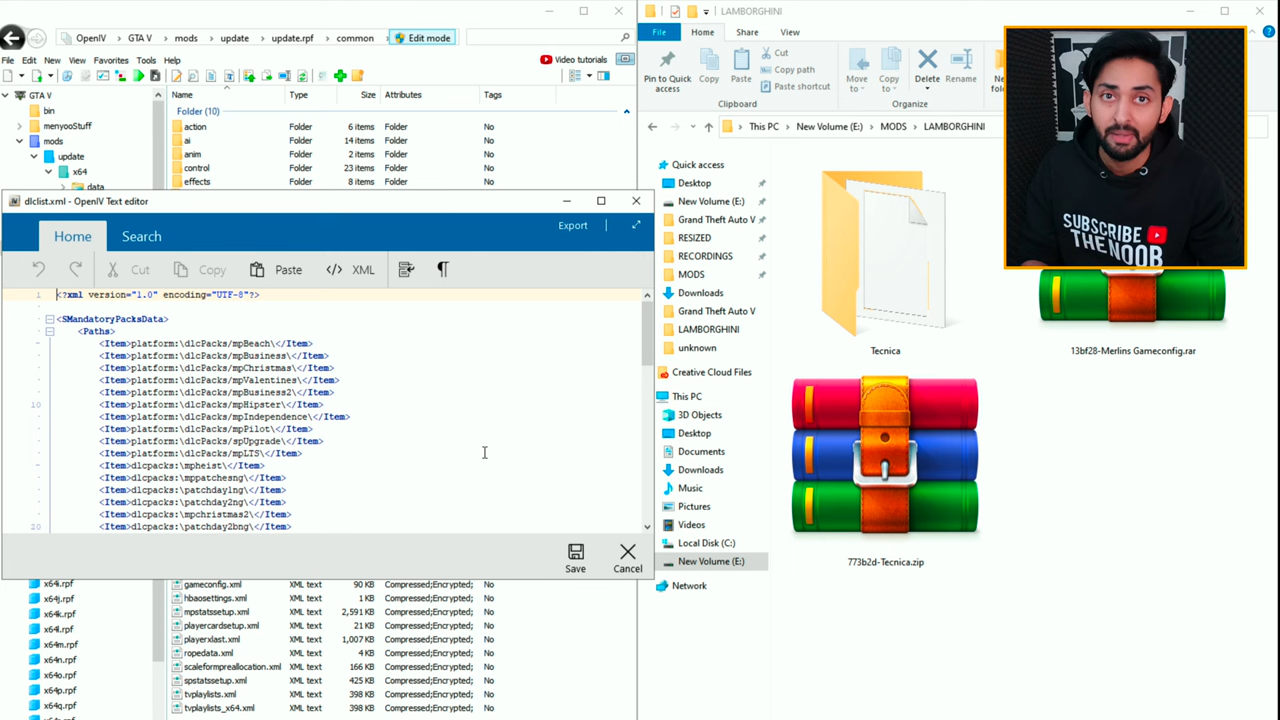 OpenIV
GTA V
mods
update
update.rpf
common
Edit mode
File
Edit
View
Favorites
Tools
Help
Video tutorials
GTA V
bin
menyooStuff
mods
update
x64
data
Name
Type
Size
Attributes
Tags
Folder (10)
action Folder 6 items Folder No
ai Folder 14 items Folder No
anim Folder 2 items Folder No
control Folder 23 items Folder No
effects Folder 8 items Folder No
dlclist.xml - OpenIV Text editor
Home
Search
Export
Cut
Copy
Paste
XML
1 <?xml version="1.0" encoding="UTF-8"?>
<SMandatoryPacksData>
<Paths>
<Item>platform:\dlcPacks/mpBeach\</Item>
<Item>platform:\dlcPacks/mpBusiness\</Item>
<Item>platform:\dlcPacks/mpChristmas\</Item>
<Item>platform:\dlcPacks/mpValentines\</Item>
<Item>platform:\dlcPacks/mpBusiness2\</Item>
10 <Item>platform:\dlcPacks/mpHipster\</Item>
<Item>platform:\dlcPacks/mpIndependence\</Item>
<Item>platform:\dlcPacks/mpPilot\</Item>
<Item>platform:\dlcPacks/spUpgrade\</Item>
<Item>platform:\dlcPacks/mpLTS\</Item>
<Item>dlcpacks:\mpheist\</Item>
<Item>dlcpacks:\mppatchesng\</Item>
<Item>dlcpacks:\patchday1ng\</Item>
<Item>dlcpacks:\patchday2ng\</Item>
<Item>dlcpacks:\mpchristmas2\</Item>
20 <Item>dlcpacks:\patchday2bng\</Item>
Save
Cancel
x64i.rpf
x64j.rpf
x64k.rpf
x64l.rpf
x64m.rpf
x64n.rpf
x64o.rpf
x64p.rpf
x64q.rpf
gameconfig.xml XML text 90 KB Compressed;Encrypted; No
hbaosettings.xml XML text 1 KB Compressed;Encrypted; No
mpstatssetup.xml XML text 2,591 KB Compressed;Encrypted; No
playercardsetup.xml XML text 21 KB Compressed;Encrypted; No
playerxlast.xml XML text 1,007 KB Compressed;Encrypted; No
ropedata.xml XML text 4 KB Compressed;Encrypted; No
scaleformpreallocation.xml XML text 166 KB Compressed;Encrypted; No
spstatssetup.xml XML text 425 KB Compressed;Encrypted; No
tvplaylists.xml XML text 398 KB Compressed;Encrypted; No
tvplaylists_x64.xml XML text 398 KB Compressed;Encrypted; No
LAMBORGHINI
File
Home
Share
View
Pin to Quick
access
Copy
Paste
Cut
Copy path
Paste shortcut
Clipboard
Move
to
Copy
to
Delete
Rename
Organize
This PC
New Volume (E:)
MODS
LAMBORGHINI
Quick access
Desktop
New Volume (E:)
Grand Theft Auto V
RESIZED
RECORDINGS
MODS
Downloads
Grand Theft Auto V
LAMBORGHINI
unknown
Creative Cloud Files
This PC
3D Objects
Desktop
Documents
Downloads
Music
Pictures
Videos
Local Disk (C:)
New Volume (E:)
Network
Tecnica
13bf28-Merlins Gameconfig.rar
773b2d-Tecnica.zip
SUBSCRIBE
THENOOB